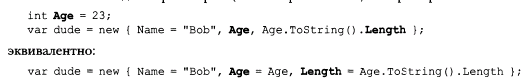 int Age = 23;
var dude = new { Name = "Bob", Age, Age.ToString().Length };
эквивалентно:
var dude = new { Name = "Bob", Age = Age, Length = Age.ToString().Length };